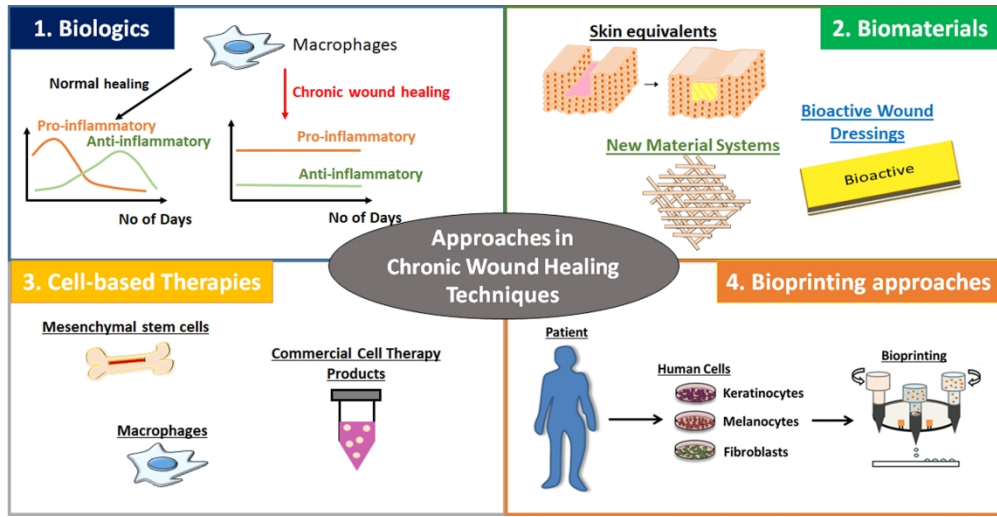 1. Biologics
Macrophages
Normal healing
Chronic wound healing
Pro-inflammatory
Anti-inflammatory
No of Days
Pro-inflammatory
Anti-inflammatory
No of Days
2. Biomaterials
Skin equivalents
Bioactive Wound
Dressings
New Material Systems
Bioactive
Approaches in
Chronic Wound Healing
Techniques
3. Cell-based Therapies
Mesenchymal stem cells
Commercial Cell Therapy
Products
Macrophages
4. Bioprinting approaches
Patient
Human Cells
Keratinocytes
Melanocytes
Fibroblasts
Bioprinting